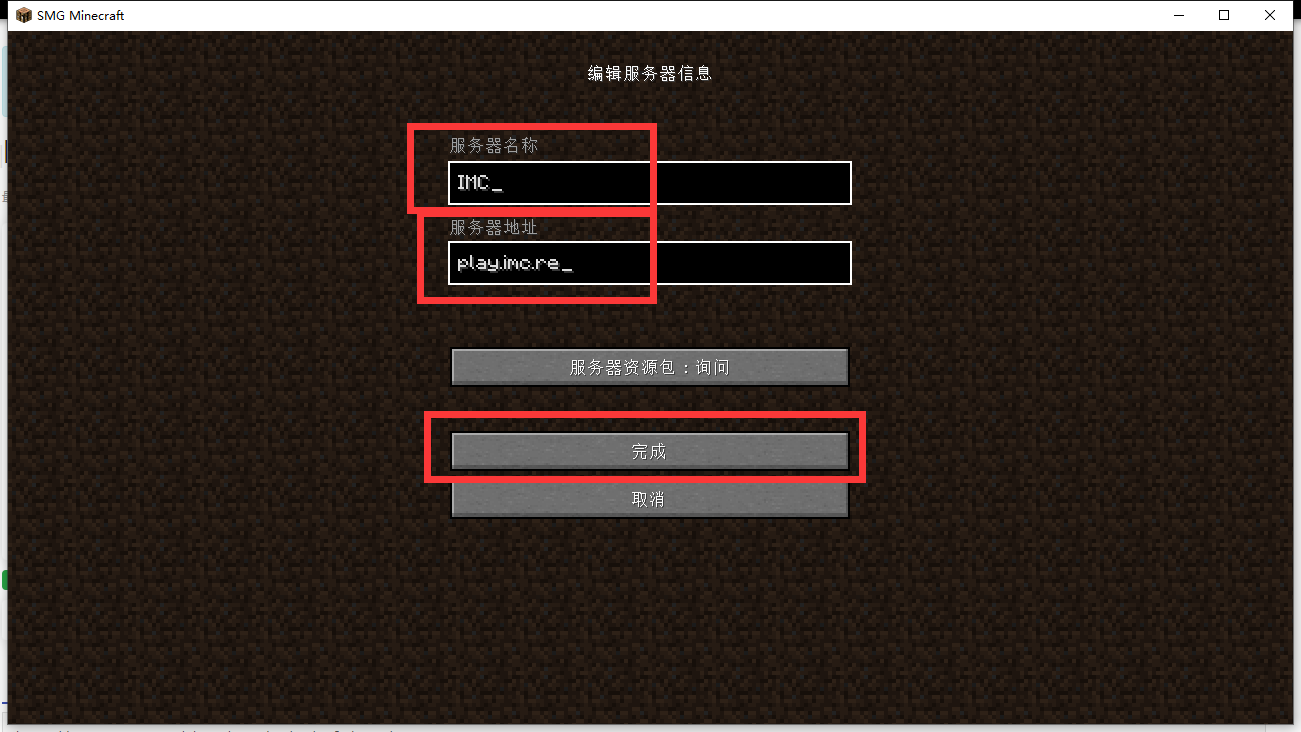 SMG Minecraft
编辑服务器信息
服务器名称
IMC_
服务器地址
play.imc.re_
服务器资源包：询问
完成
取消